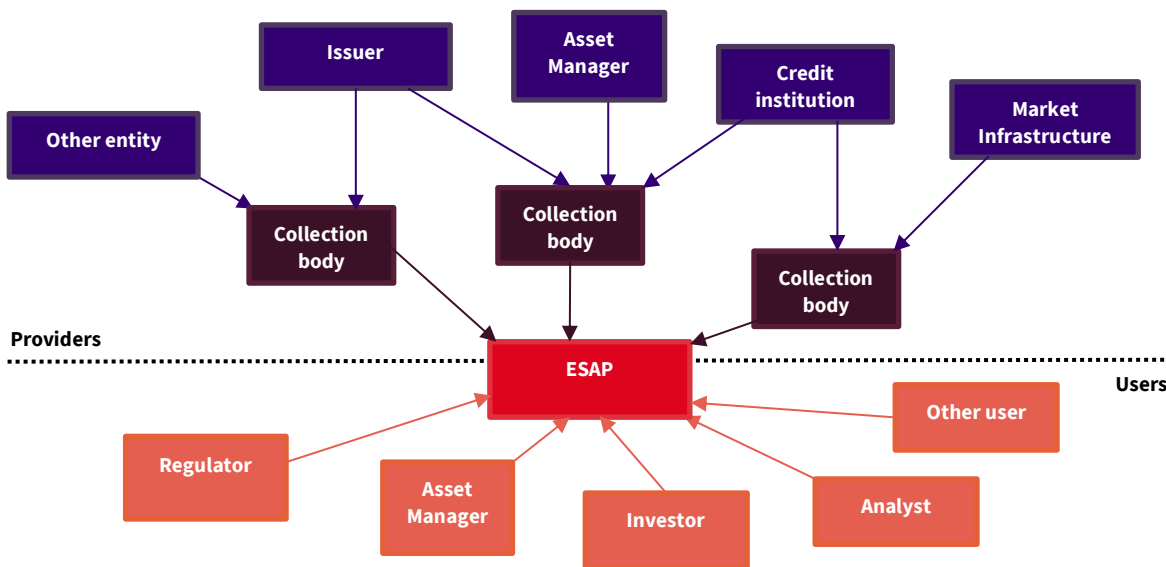 Issuer
Asset
Manager
Credit
institution
Market
Infrastructure
Other entity
Collection
body
Collection
body
Collection
body
Providers
ESAP
Users
Other user
Regulator
Asset
Manager
Investor
Analyst